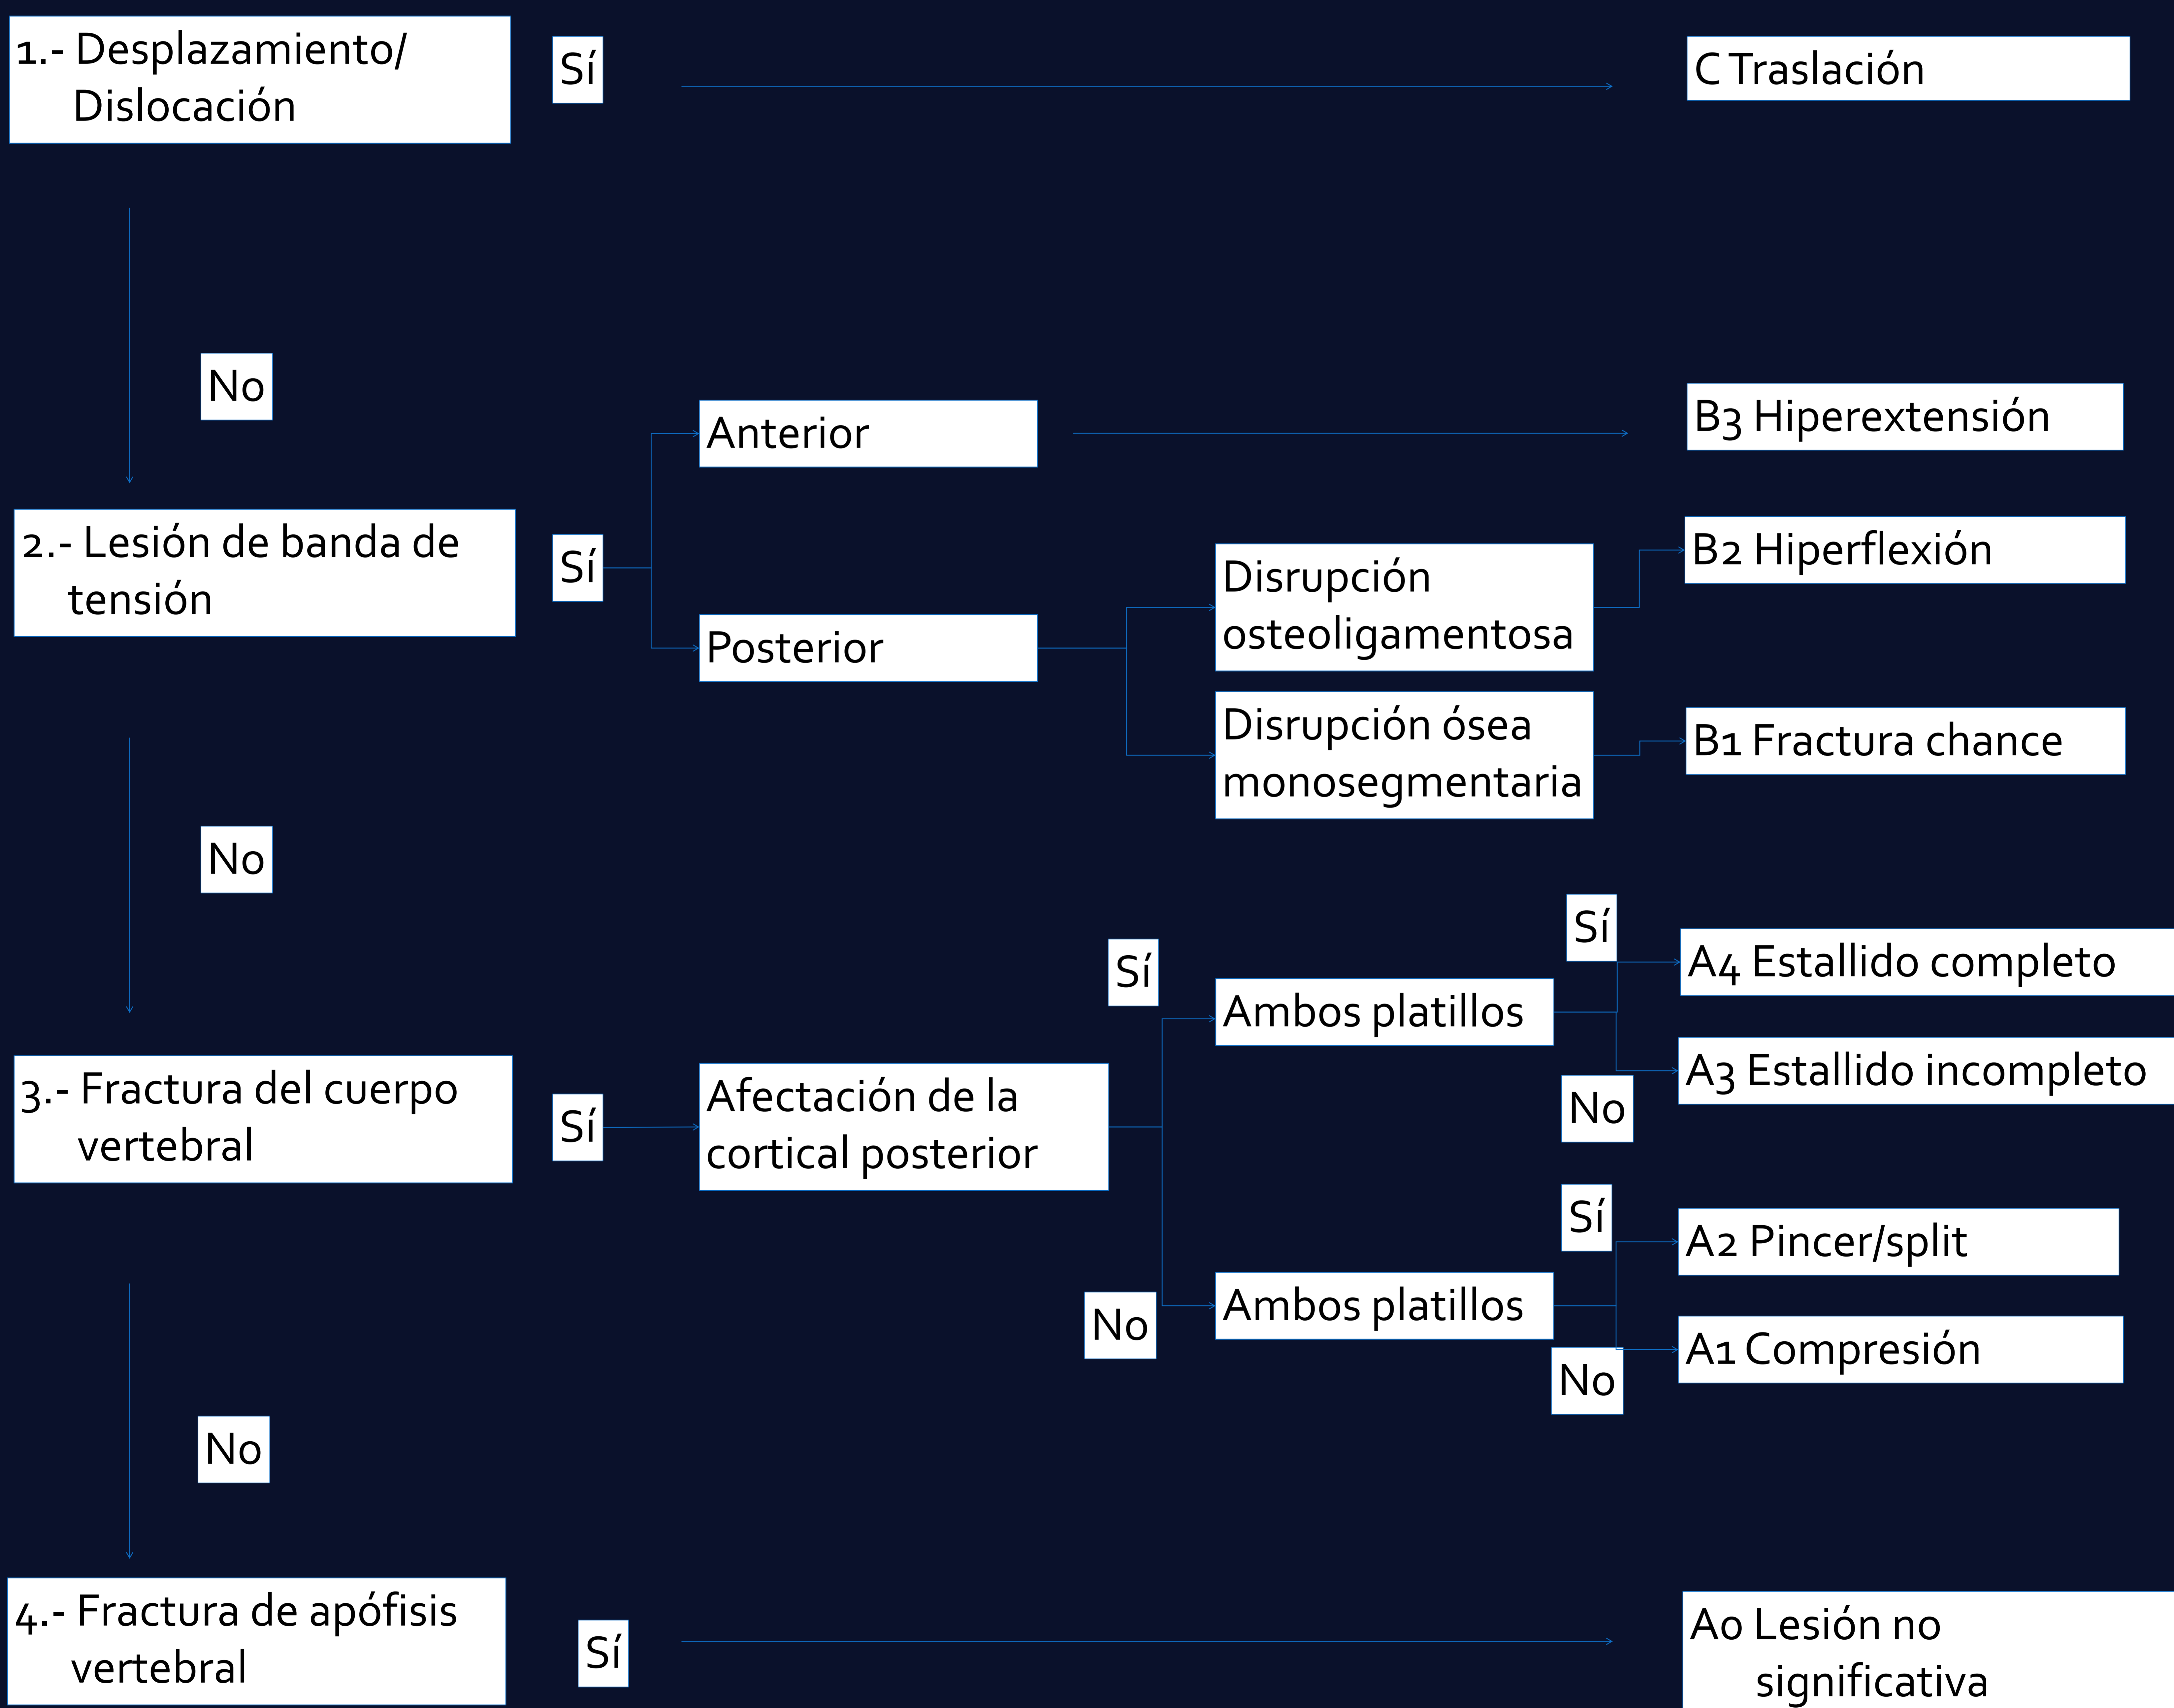 1.- Desplazamiento/
Dislocación
Sí
C Traslación
No
2.- Lesión de banda de
tensión
Sí
Anterior
B3 Hiperextensión
Posterior
Disrupción
osteoligamentosa
B2 Hiperflexión
Disrupción ósea
monosegmentaria
B1 Fractura chance
No
3.- Fractura del cuerpo
vertebral
Sí
Afectación de la
cortical posterior
Sí
Ambos platillos
Sí
A4 Estallido completo
No
A3 Estallido incompleto
No
Ambos platillos
Sí
A2 Pincer/split
No
A1 Compresión
No
4.- Fractura de apófisis
vertebral
Sí
A0 Lesión no
significativa